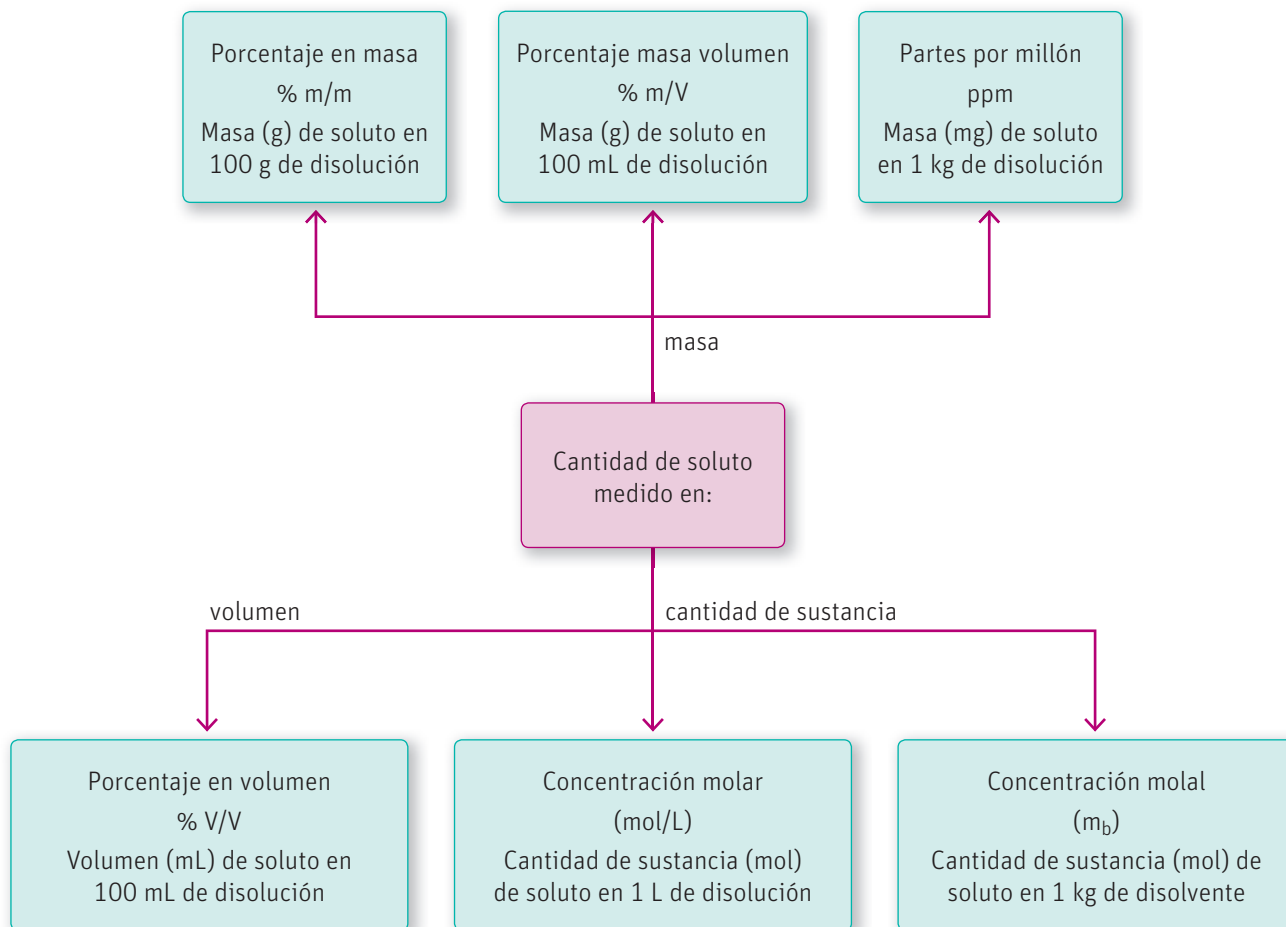 Porcentaje en masa
% m/m
Masa (g) de soluto en
100 g de disolución
Porcentaje masa volumen
% m/V
Masa (g) de soluto en
100 mL de disolución
Partes por millón
ppm
Masa (mg) de soluto
en 1 kg de disolución
masa
Cantidad de soluto
medido en:
volumen
cantidad de sustancia
Porcentaje en volumen
% V/V
Volumen (mL) de soluto en
100 mL de disolución
Concentración molar
(mol/L)
Cantidad de sustancia (mol)
de soluto en 1 L de disolución
Concentración molal
(m_b)
Cantidad de sustancia (mol) de
soluto en 1 kg de disolvente